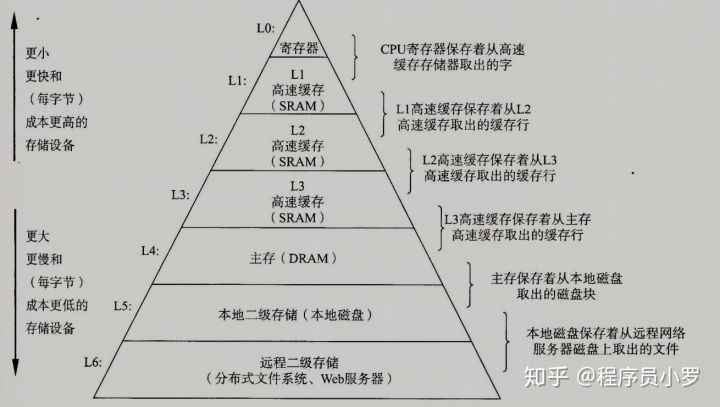 L0:
寄存器
CPU寄存器保存着从高速
缓存存储器取出的字
更小
更快和
（每字节）
成本更高的
存储设备
L1:
L1
高速缓存
（SRAM）
L1高速缓存保存着从L2
高速缓存取出的缓存行
L2:
L2
高速缓存
（SRAM）
L2高速缓存保存着从L3
高速缓存取出的缓存行
L3:
L3
高速缓存
（SRAM）
L3高速缓存保存着从主存
高速缓存取出的缓存行
更大
更慢和
（每字节）
成本更低的
存储设备
L4:
主存（DRAM）
主存保存着从本地磁盘
取出的磁盘块
L5:
本地二级存储（本地磁盘）
本地磁盘保存着从远程网络
服务器磁盘上取出的文件
L6:
远程二级存储
（分布式文件系统、Web服务器）
知乎 @程序员小罗